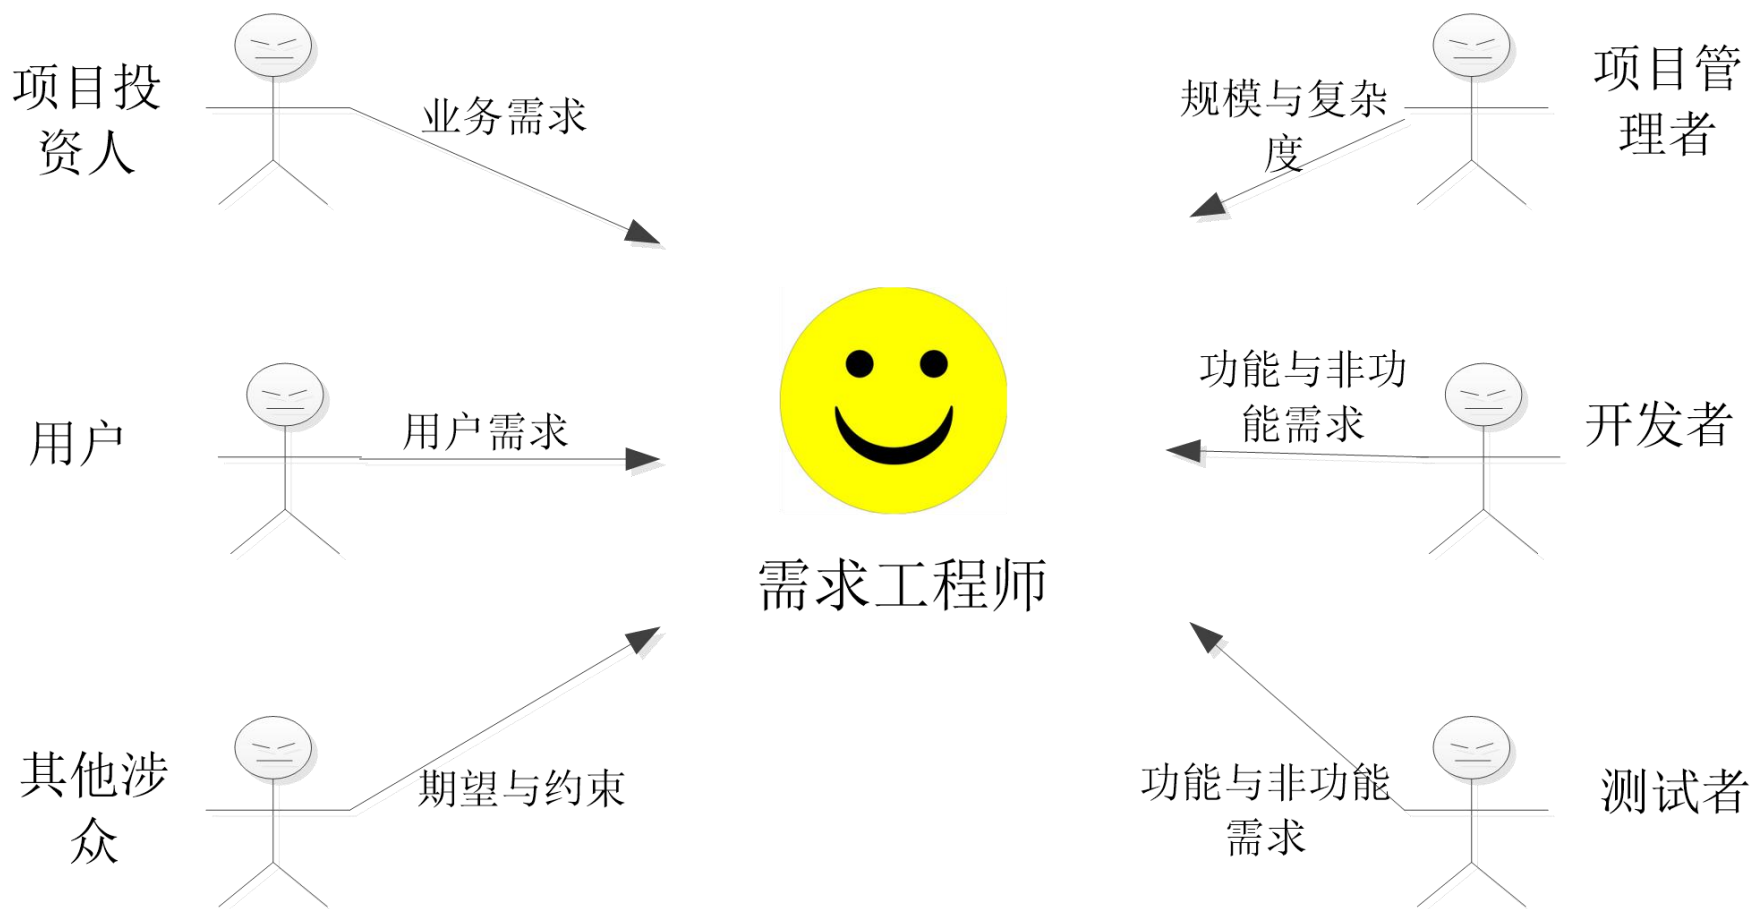 项目投
资人
业务需求
规模与复杂
度
项目管
理者
用户
用户需求
功能与非功
能需求
开发者
需求工程师
其他涉
众
期望与约束
功能与非功能
需求
测试者